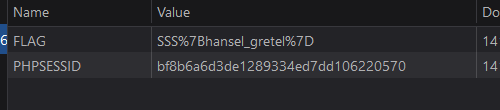 Name Value Do
6 FLAG SSS%7Bhansel_gretel%7D 14
PHPSESSID bf8b6a6d3de1289334ed7dd106220570 14